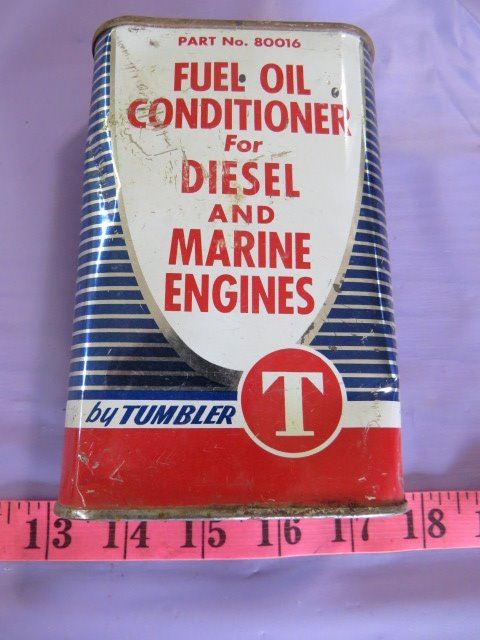 PART No. 80016
FUEL OIL
CONDITIONER
For
DIESEL
AND
MARINE
ENGINES
by TUMBLER
T
13 14 15 16 17 18